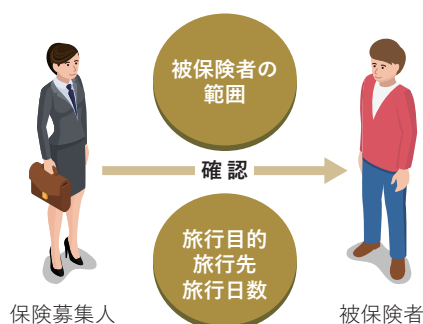 被保険者の
範囲
確認
旅行目的
旅行先
旅行日数
保険募集人
被保険者